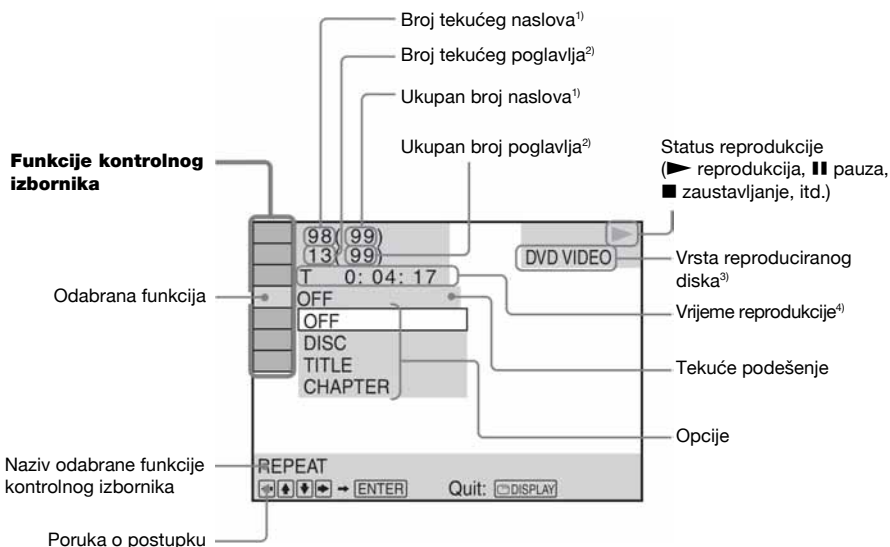 Broj tekućeg naslova1)
Broj tekućeg poglavlja2)
Ukupan broj naslova1)
Ukupan broj poglavlja2)
Status reprodukcije
(► reprodukcija, II pauza,
■ zaustavljanje, itd.)
Funkcije kontrolnog
izbornika
98( 99)
13( 99)
DVD VIDEO
Vrsta reproduciranog
diska3)
T 0: 04: 17
Vrijeme reprodukcije4)
Odabrana funkcija
OFF
OFF
DISC
TITLE
CHAPTER
Tekuće podešenje
Opcije
Naziv odabrane funkcije
kontrolnog izbornika
REPEAT
ENTER Quit: DISPLAY
Poruka o postupku